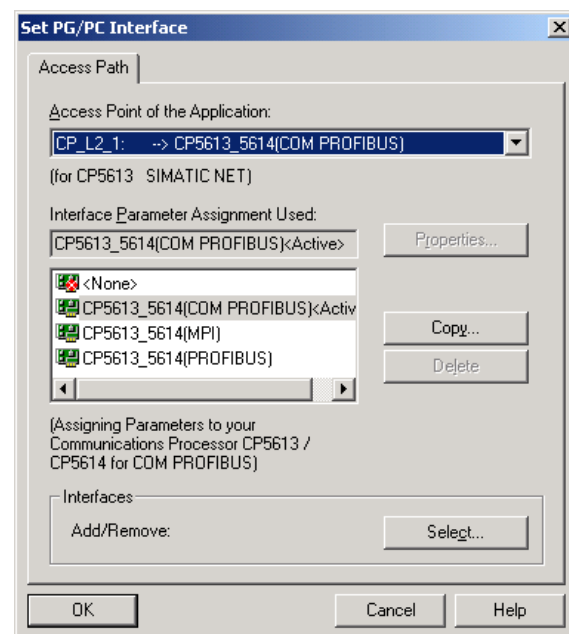 Set PG/PC Interface
Access Path
Access Point of the Application:
CP_L2_1: --> CP5613_5614(COM PROFIBUS)
(for CP5613 SIMATIC NET)
Interface Parameter Assignment Used:
CP5613_5614(COM PROFIBUS)<Active>
Properties...
<None>
CP5613_5614(COM PROFIBUS)<Activ
CP5613_5614(MPI)
CP5613_5614(PROFIBUS)
Copy...
Delete
(Assigning Parameters to your
Communications Processor CP5613 /
CP5614 for COM PROFIBUS)
Interfaces
Add/Remove:
Select...
OK
Cancel
Help